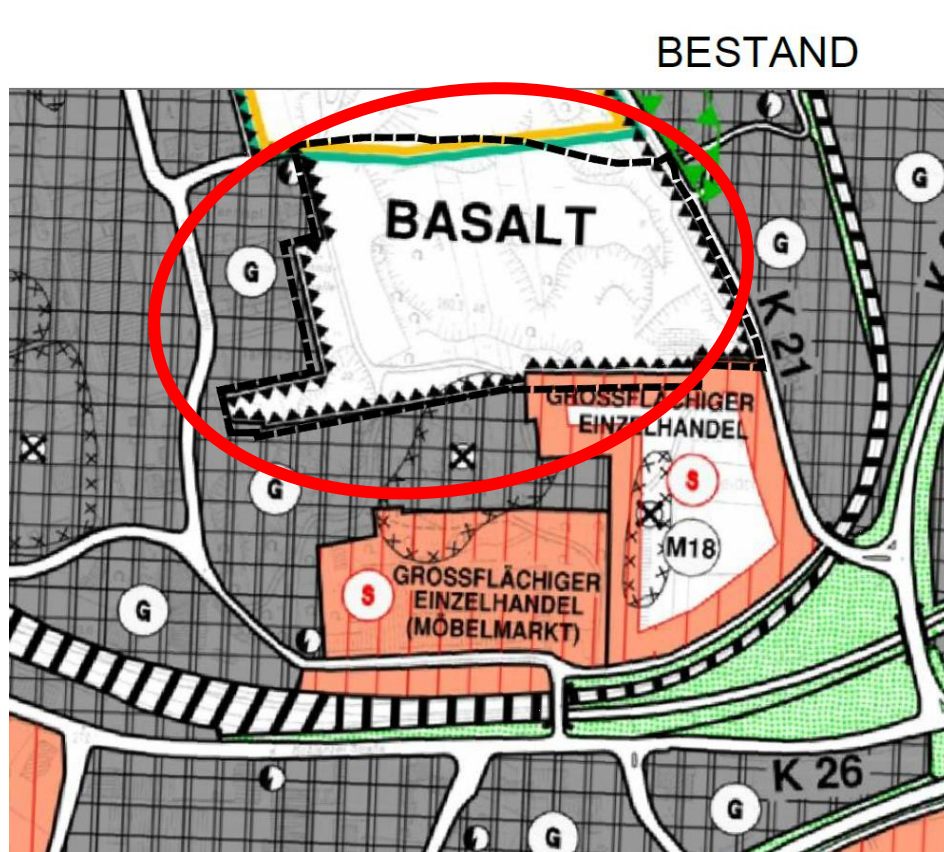 BESTAND
G
BASALT
G
G
K 21
GROSSFLÄCHIGER
EINZELHANDEL
S
G
M18
GROSSFLÄCHIGER
S
EINZELHANDEL
(MÖBELMARKT)
G
K 26
G
G